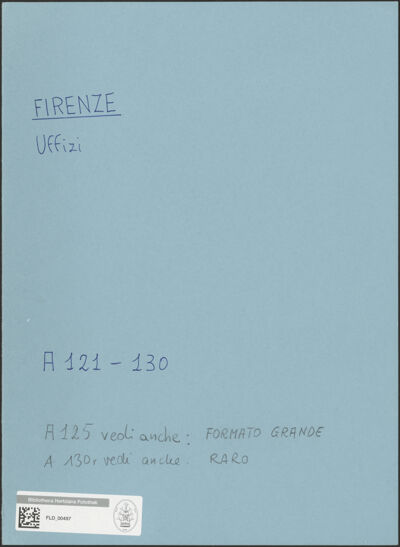 FIRENZE
Uffizi
A 121 - 130
A 125 vedi anche: FORMATO GRANDE
A 130r vedi anche: RARO
Bibliotheca Hertziana Fotothek
FLD_00497